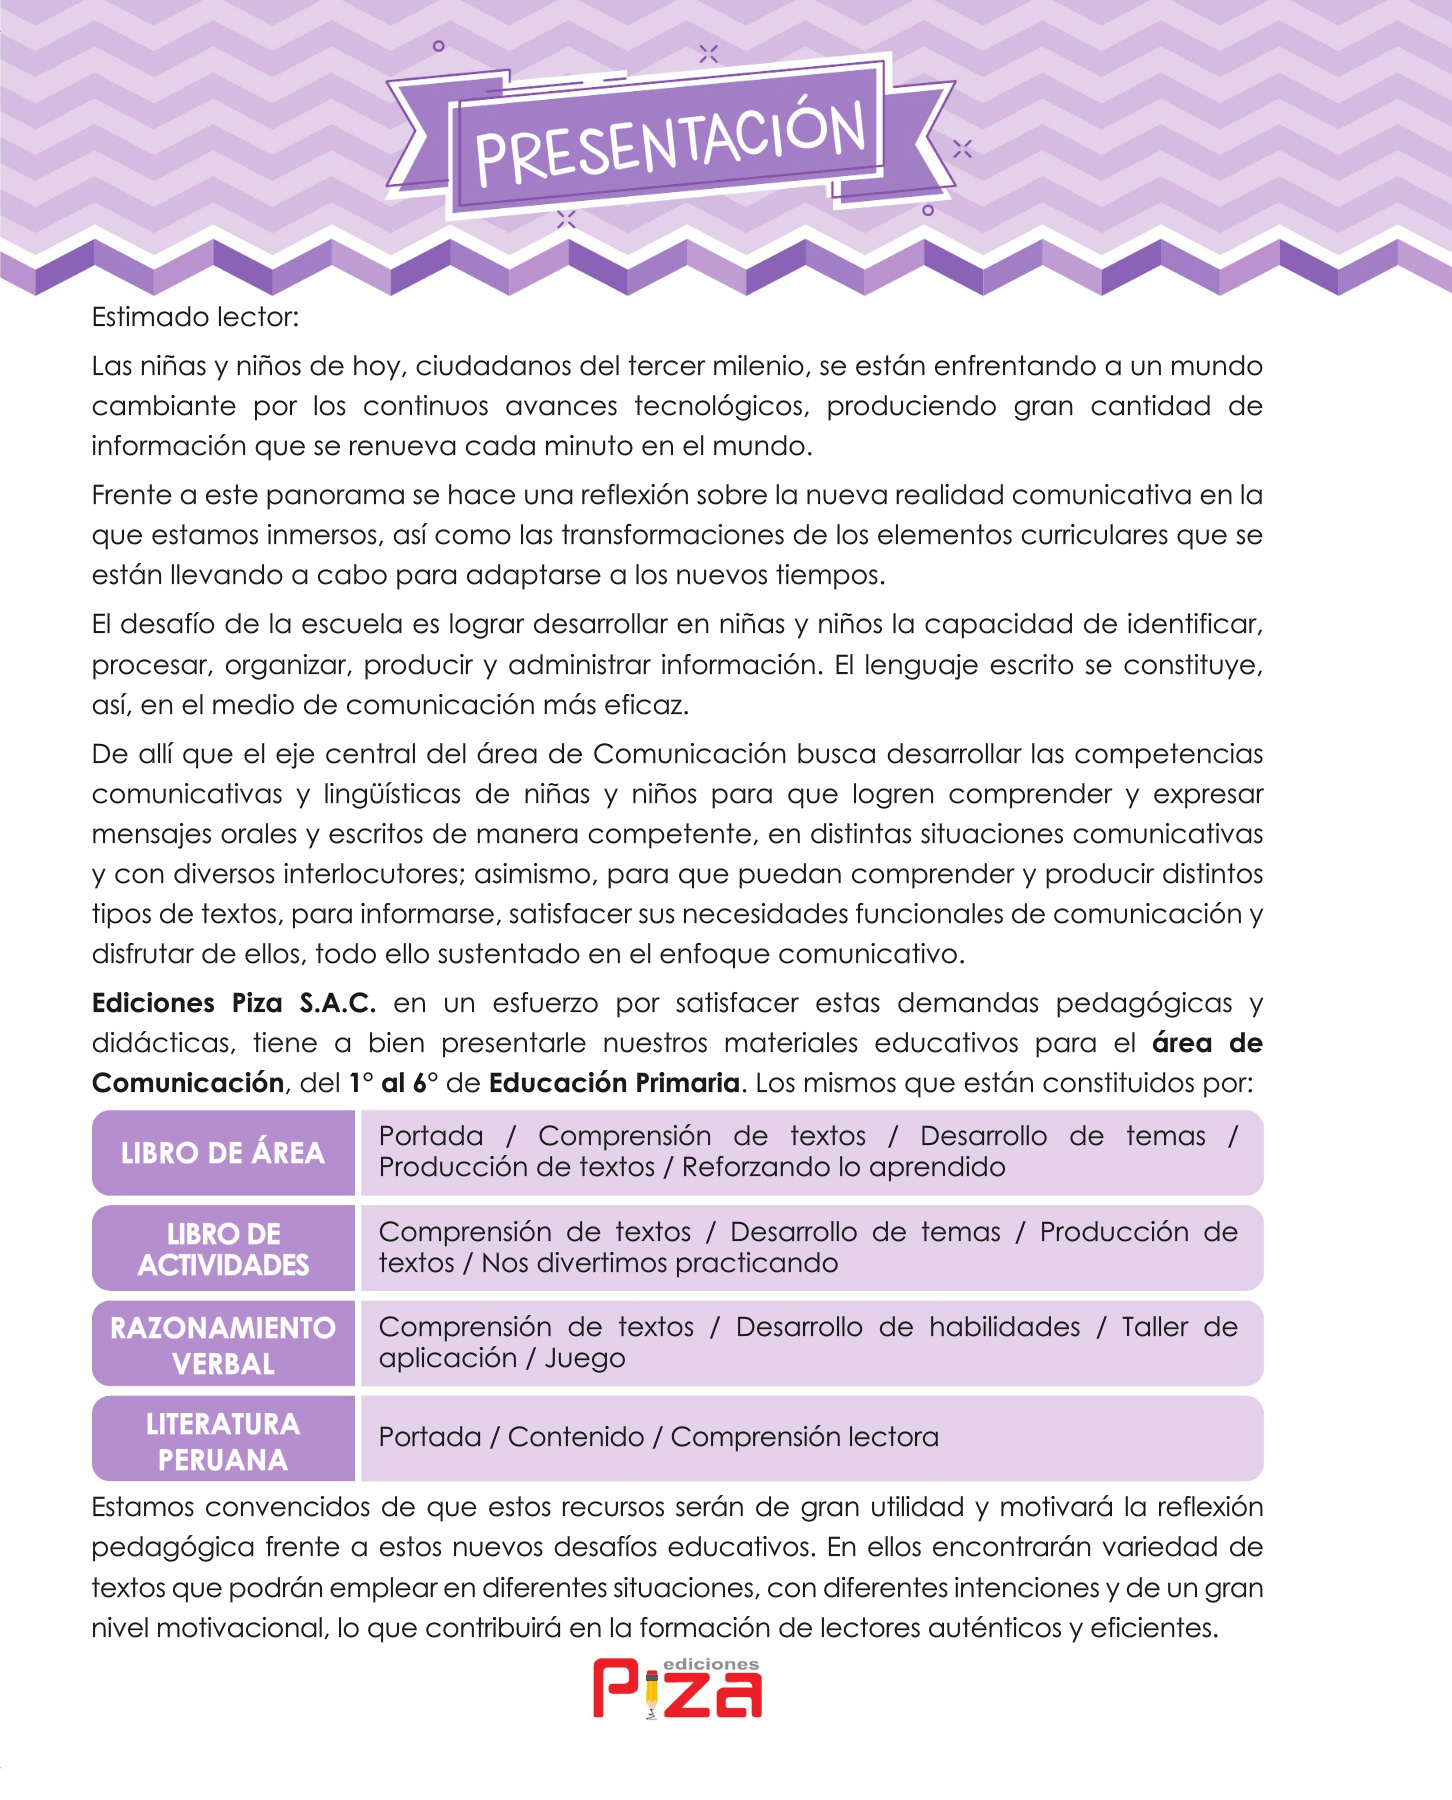 PRESENTACIÓN
Estimado lector:
Las niñas y niños de hoy, ciudadanos del tercer milenio, se están enfrentando a un mundo
cambiante por los continuos avances tecnológicos, produciendo gran cantidad de
información que se renueva cada minuto en el mundo.
Frente a este panorama se hace una reflexión sobre la nueva realidad comunicativa en la
que estamos inmersos, así como las transformaciones de los elementos curriculares que se
están llevando a cabo para adaptarse a los nuevos tiempos.
El desafío de la escuela es lograr desarrollar en niñas y niños la capacidad de identificar,
procesar, organizar, producir y administrar información. El lenguaje escrito se constituye,
así, en el medio de comunicación más eficaz.
De allí que el eje central del área de Comunicación busca desarrollar las competencias
comunicativas y lingüísticas de niñas y niños para que logren comprender y expresar
mensajes orales y escritos de manera competente, en distintas situaciones comunicativas
y con diversos interlocutores; asimismo, para que puedan comprender y producir distintos
tipos de textos, para informarse, satisfacer sus necesidades funcionales de comunicación y
disfrutar de ellos, todo ello sustentado en el enfoque comunicativo.
Ediciones Piza S.A.C. en un esfuerzo por satisfacer estas demandas pedagógicas y
didácticas, tiene a bien presentarle nuestros materiales educativos para el área de
Comunicación, del 1° al 6° de Educación Primaria. Los mismos que están constituidos por:
LIBRO DE ÁREA
Portada / Comprensión de textos / Desarrollo de temas /
Producción de textos / Reforzando lo aprendido
LIBRO DE
ACTIVIDADES
Comprensión de textos / Desarrollo de temas / Producción de
textos / Nos divertimos practicando
RAZONAMIENTO
VERBAL
Comprensión de textos / Desarrollo de habilidades / Taller de
aplicación / Juego
LITERATURA
PERUANA
Portada / Contenido / Comprensión lectora
Estamos convencidos de que estos recursos serán de gran utilidad y motivará la reflexión
pedagógica frente a estos nuevos desafíos educativos. En ellos encontrarán variedad de
textos que podrán emplear en diferentes situaciones, con diferentes intenciones y de un gran
nivel motivacional, lo que contribuirá en la formación de lectores auténticos y eficientes.
ediciones
Piza